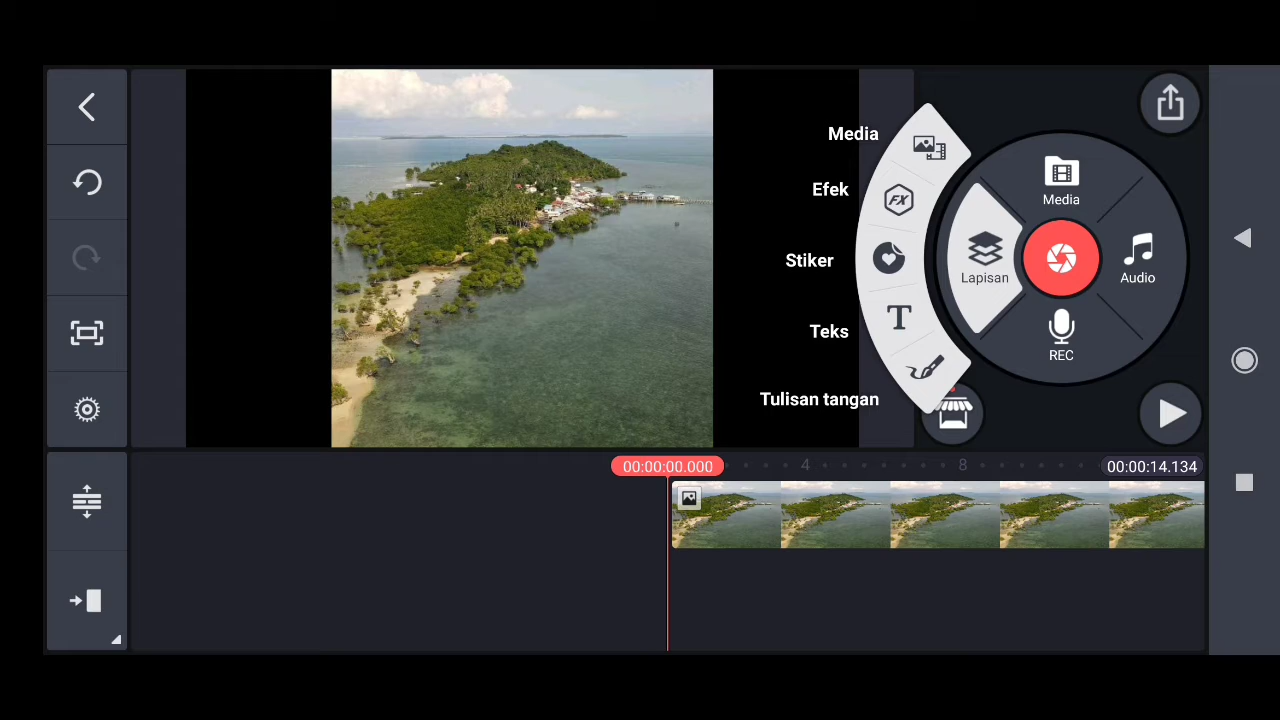 Media
Efek
Stiker
Teks
Tulisan tangan
FX
T
Media
Lapisan
Audio
REC
00:00:00.000
4
8
00:00:14.134